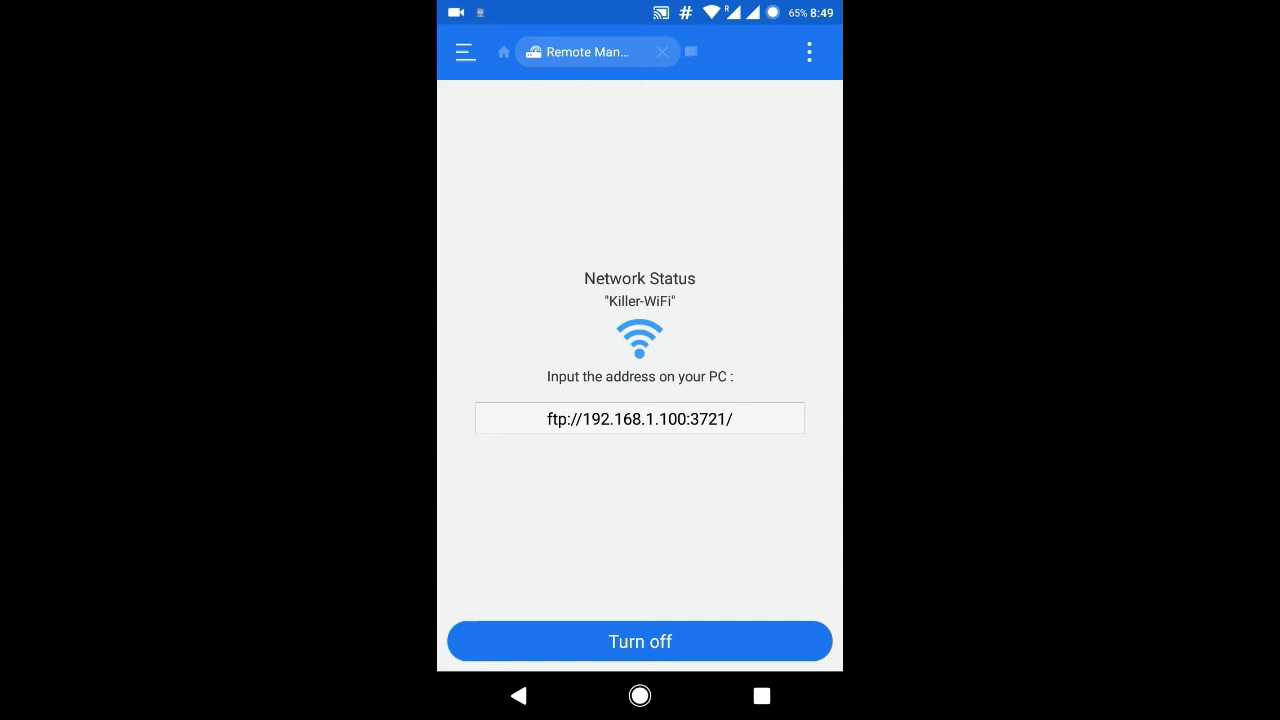 65% 8:49
Remote Man...
Network Status
"Killer-WiFi"
Input the address on your PC :
ftp://192.168.1.100:3721/
Turn off